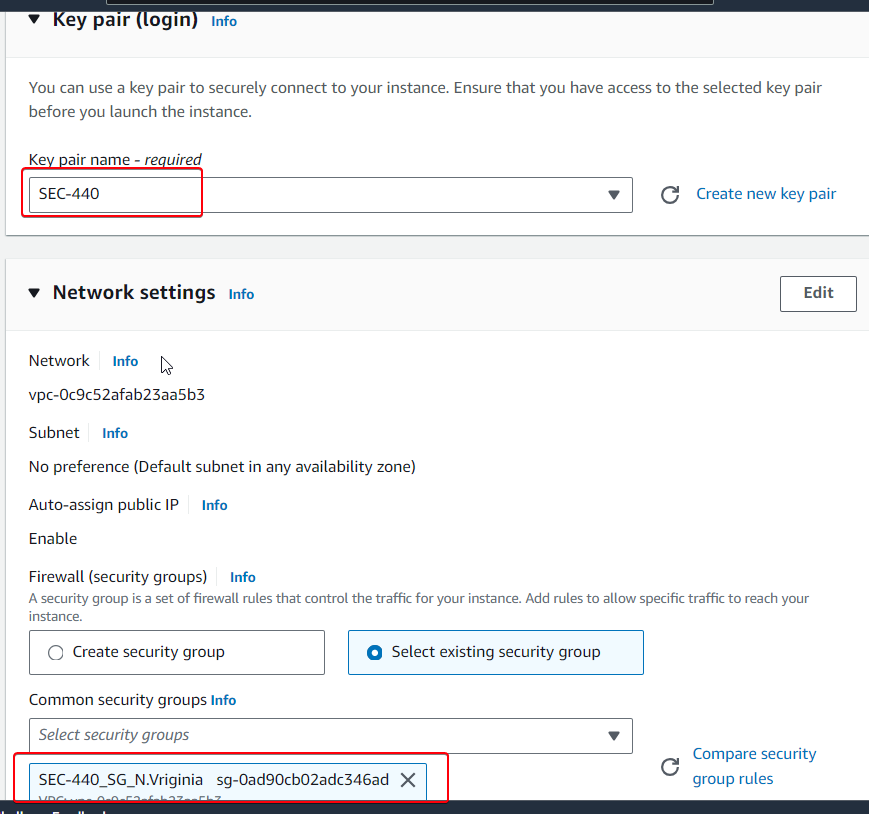 Key pair (login) Info
You can use a key pair to securely connect to your instance. Ensure that you have access to the selected key pair
before you launch the instance.
Key pair name - required
SEC-440
Create new key pair
Network settings Info
Edit
Network Info
vpc-0c9c52afab23aa5b3
Subnet Info
No preference (Default subnet in any availability zone)
Auto-assign public IP Info
Enable
Firewall (security groups) Info
A security group is a set of firewall rules that control the traffic for your instance. Add rules to allow specific traffic to reach your
instance.
Create security group
Select existing security group
Common security groups Info
Select security groups
Compare security
group rules
SEC-440_SG_N.Vriginia sg-0ad90cb02adc346ad
VPC: vpc-0c9c52afab23aa5b3